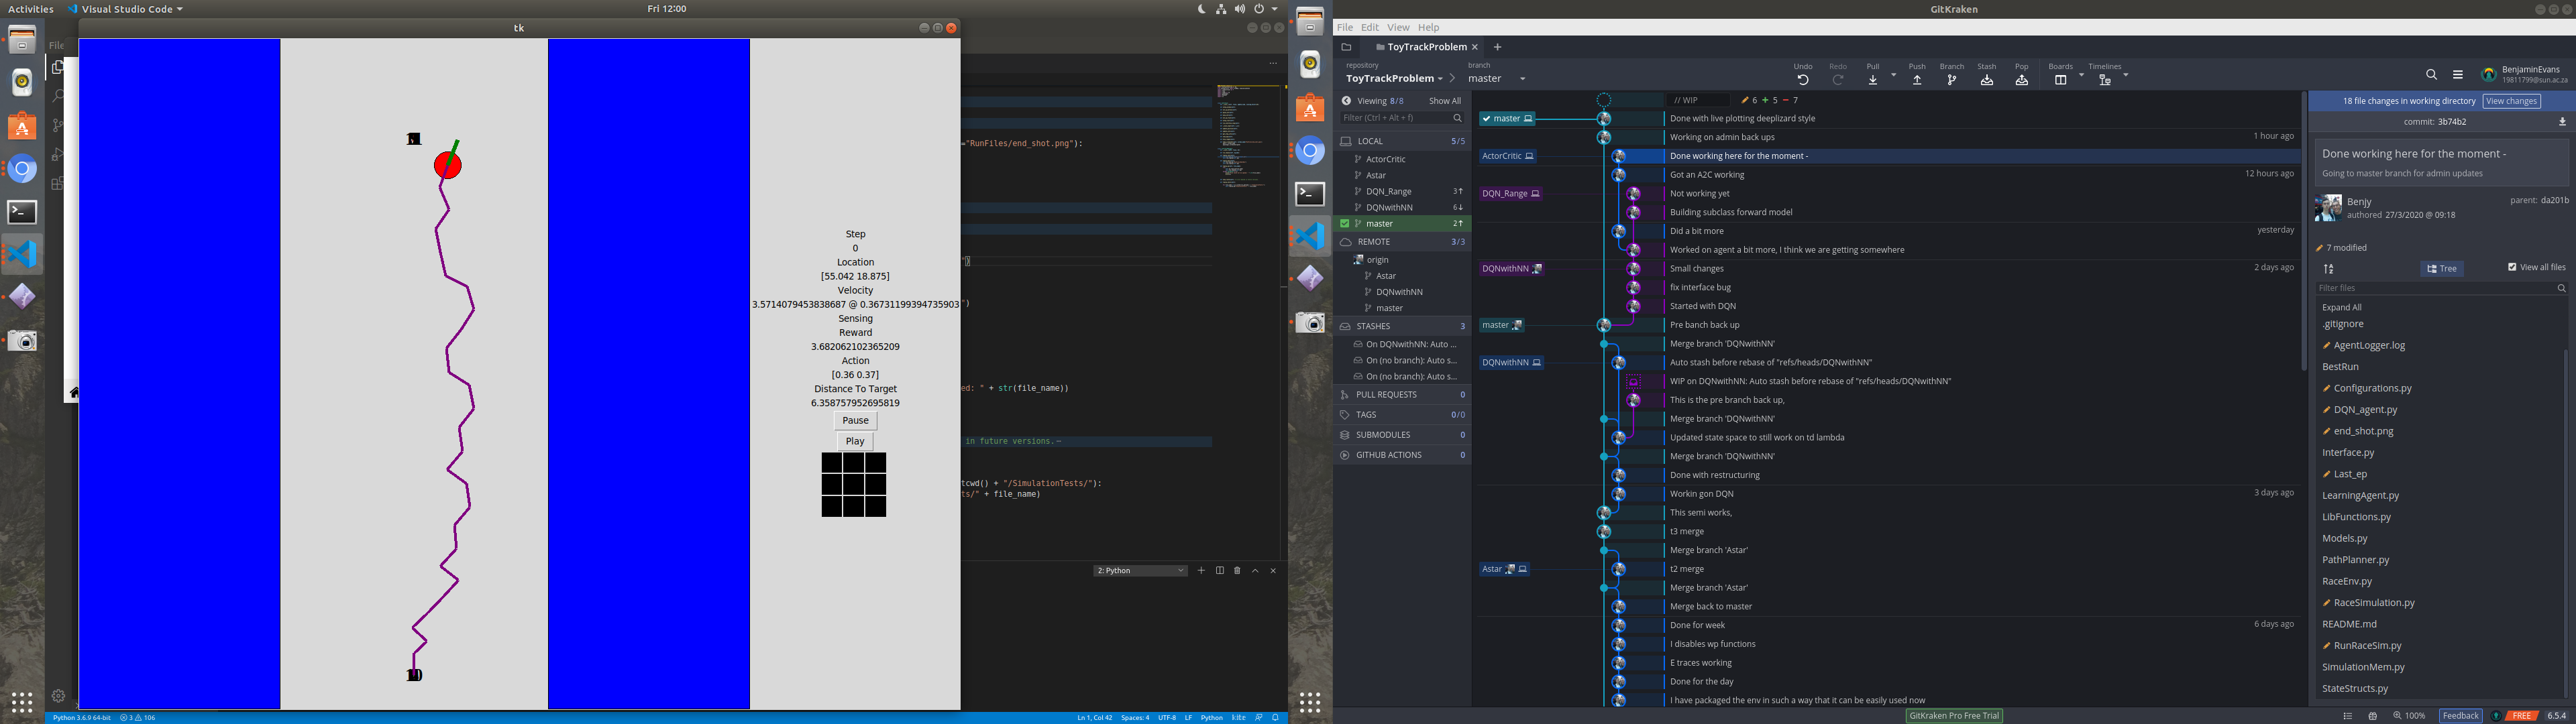 Activities
Visual Studio Code
Fri 12:00
tk
File
="RunFiles/end_shot.png"):
")
")
ed: " + str(file_name))
in future versions.
tcwd() + "/SimulationTests/"):
ts/" + file_name)
Step
0
Location
[55.042 18.875]
Velocity
3.5714079453838687 @ 0.36731199394735903
Sensing
Reward
3.682062102365209
Action
[0.36 0.37]
Distance To Target
6.358757952695819
Pause
Play
10
2: Python
Python 3.6.9 64-bit
3
106
Ln 1, Col 42
Spaces: 4
UTF-8
LF
Python
kite
GitKraken
File Edit View Help
ToyTrackProblem
repository
ToyTrackProblem
branch
master
Undo
Redo
Pull
Push
Branch
Stash
Pop
Boards
Timelines
BenjaminEvans
19811799@sun.ac.za
Viewing 8/8
Show All
Filter (Ctrl + Alt + f)
LOCAL 5/5
ActorCritic
Astar
DQN_Range 3
DQNwithNN 6
master 2
REMOTE 3/3
origin
Astar
DQNwithNN
master
STASHES 3
On DQNwithNN: Auto ...
On (no branch): Auto s...
On (no branch): Auto s...
PULL REQUESTS 0
TAGS 0/0
SUBMODULES 0
GITHUB ACTIONS 0
// WIP 6 + 5 − 7
master Done with live plotting deeplizard style
Working on admin back ups 1 hour ago
ActorCritic Done working here for the moment -
Got an A2C working 12 hours ago
DQN_Range Not working yet
Building subclass forward model
Did a bit more yesterday
Worked on agent a bit more, I think we are getting somewhere
DQNwithNN Small changes 2 days ago
fix interface bug
Started with DQN
master Pre banch back up
Merge branch 'DQNwithNN'
DQNwithNN Auto stash before rebase of "refs/heads/DQNwithNN"
WIP on DQNwithNN: Auto stash before rebase of "refs/heads/DQNwithNN"
This is the pre branch back up,
Merge branch 'DQNwithNN'
Updated state space to still work on td lambda
Merge branch 'DQNwithNN'
Done with restructuring
Workin gon DQN 3 days ago
This semi works,
t3 merge
Merge branch 'Astar'
Astar t2 merge
Merge branch 'Astar'
Merge back to master
Done for week 6 days ago
I disables wp functions
E traces working
Done for the day
I have packaged the env in such a way that it can be easily used now
18 file changes in working directory View changes
commit: 3b74b2
Done working here for the moment -
Going to master branch for admin updates
Benjy
authored 27/3/2020 @ 09:18
parent: da201b
7 modified
Tree
View all files
Filter files
Expand All
.gitignore
AgentLogger.log
BestRun
Configurations.py
DQN_agent.py
end_shot.png
Interface.py
Last_ep
LearningAgent.py
LibFunctions.py
Models.py
PathPlanner.py
RaceEnv.py
RaceSimulation.py
README.md
RunRaceSim.py
SimulationMem.py
StateStructs.py
GitKraken Pro Free Trial
100%
Feedback
FREE
6.5.4